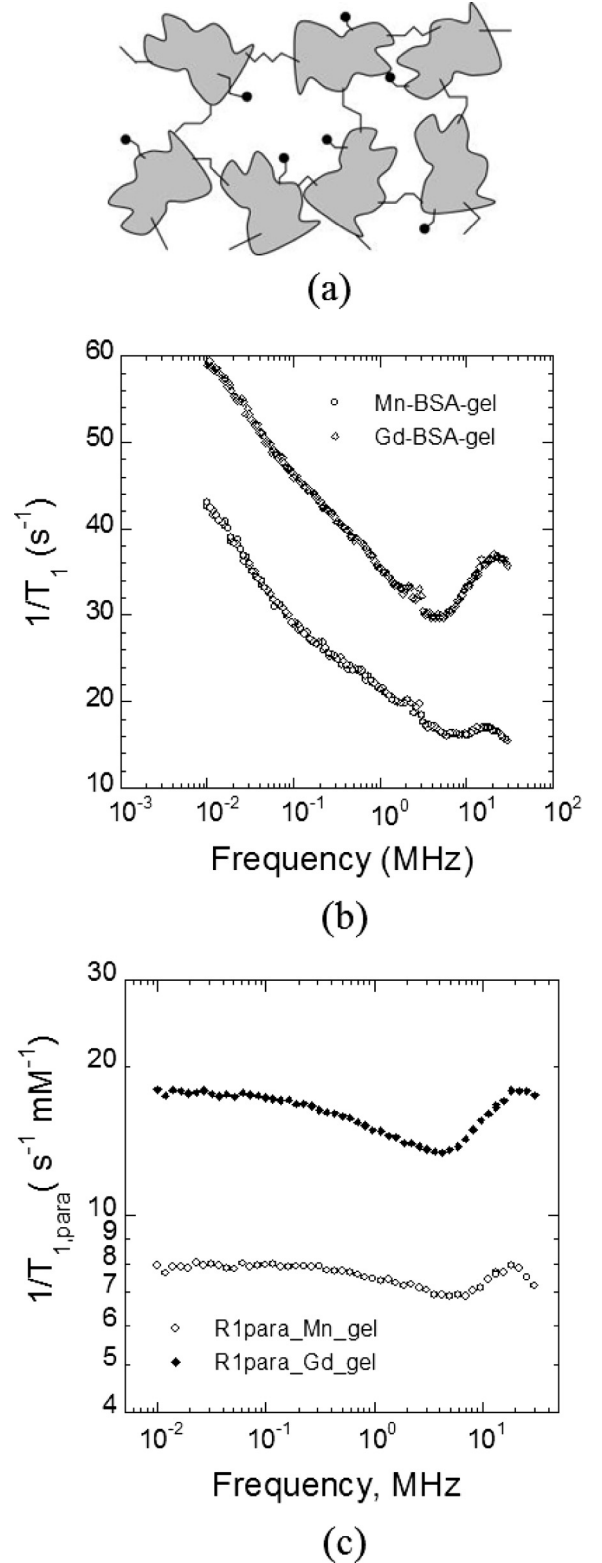 (a)
60
50
40
30
20
10
1/T₁ (s⁻¹)
Mn-BSA-gel
Gd-BSA-gel
10⁻³ 10⁻² 10⁻¹ 10⁰ 10¹ 10²
Frequency (MHz)
(b)
30
20
10
9
8
7
6
5
4
1/T₁,para ( s⁻¹ mM⁻¹)
R1para_Mn_gel
R1para_Gd_gel
10⁻² 10⁻¹ 10⁰ 10¹
Frequency, MHz
(c)